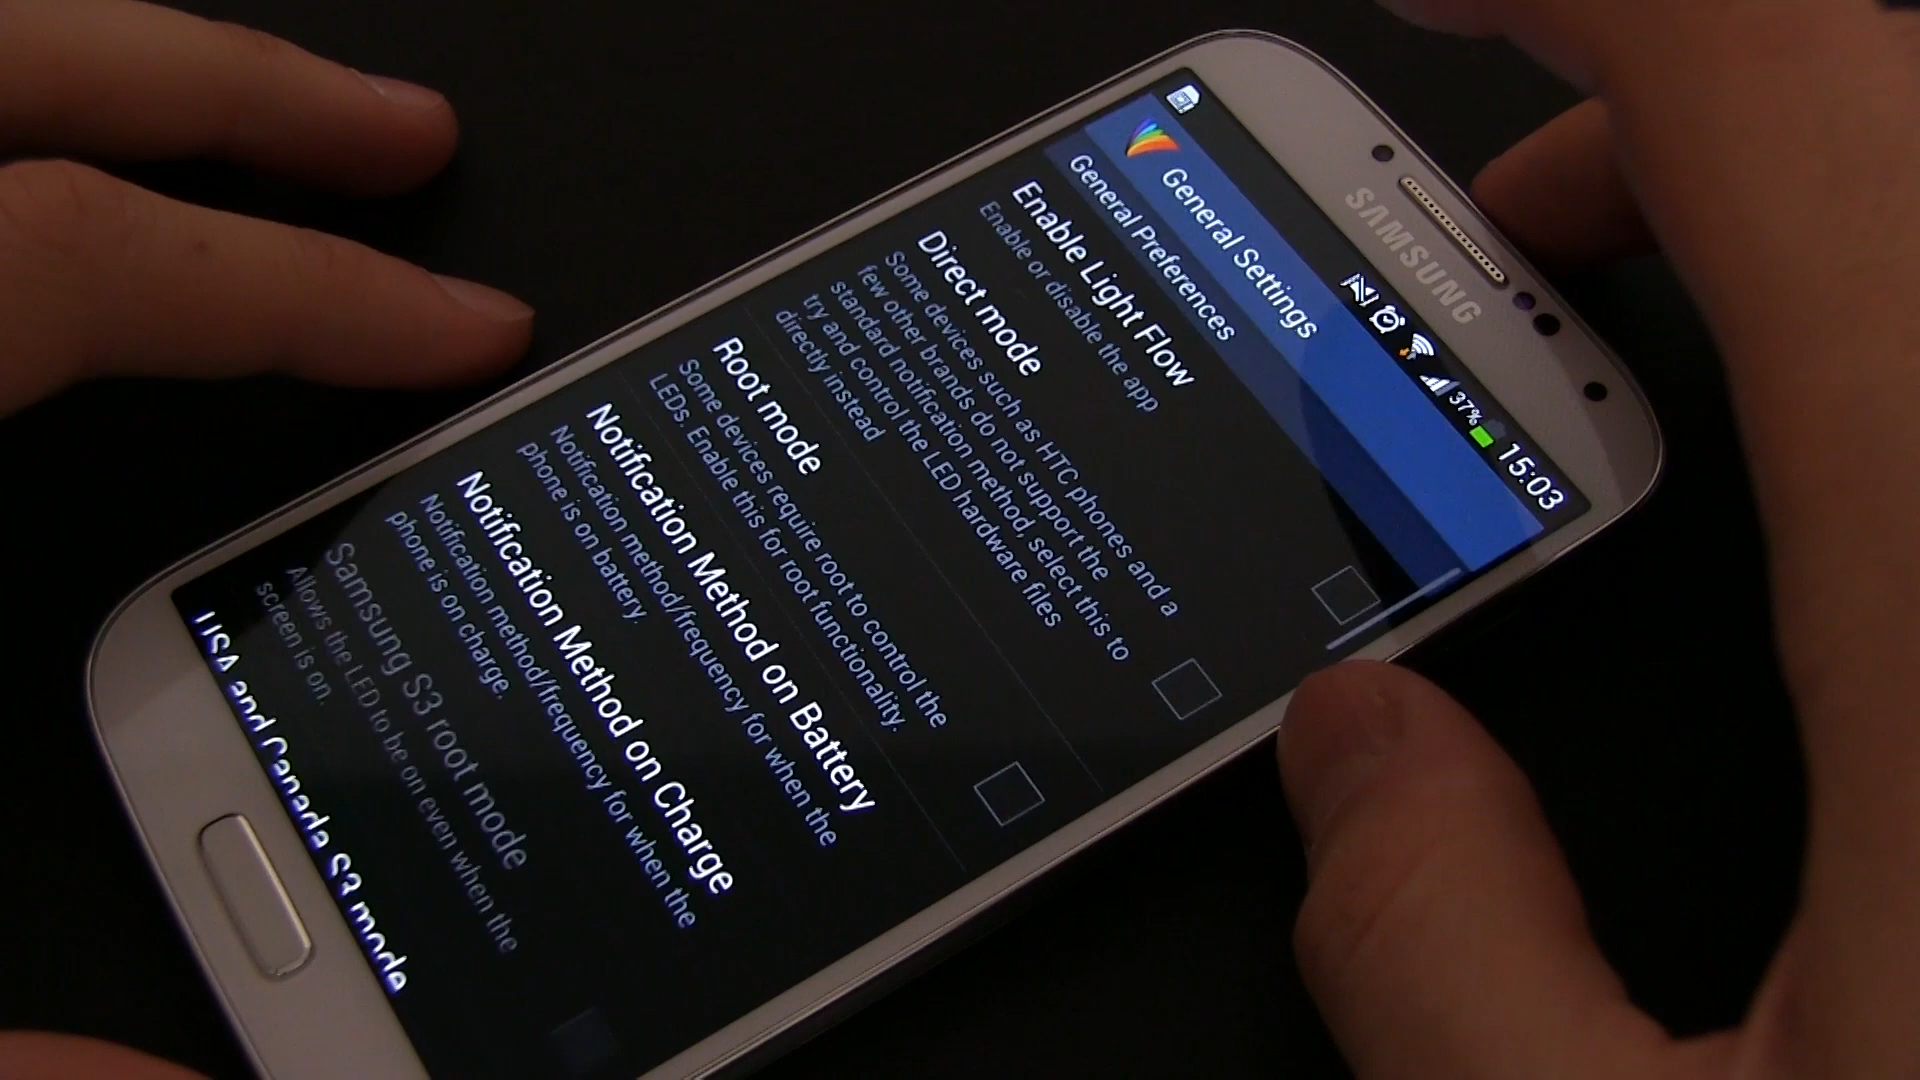 SAMSUNG
37% 15:03
General Settings
General Preferences
Enable Light Flow
Enable or disable the app
Direct mode
Some devices such as HTC phones and a
few other brands do not support the
standard notification method, select this to
try and control the LED hardware files
directly instead
Root mode
Some devices require root to control the
LEDs. Enable this for root functionality.
Notification Method on Battery
Notification method/frequency for when the
phone is on battery.
Notification Method on Charge
Notification method/frequency for when the
phone is on charge.
Samsung S3 root mode
Allows the LED to be on even when the
screen is on.
USA and Canada S3 mode